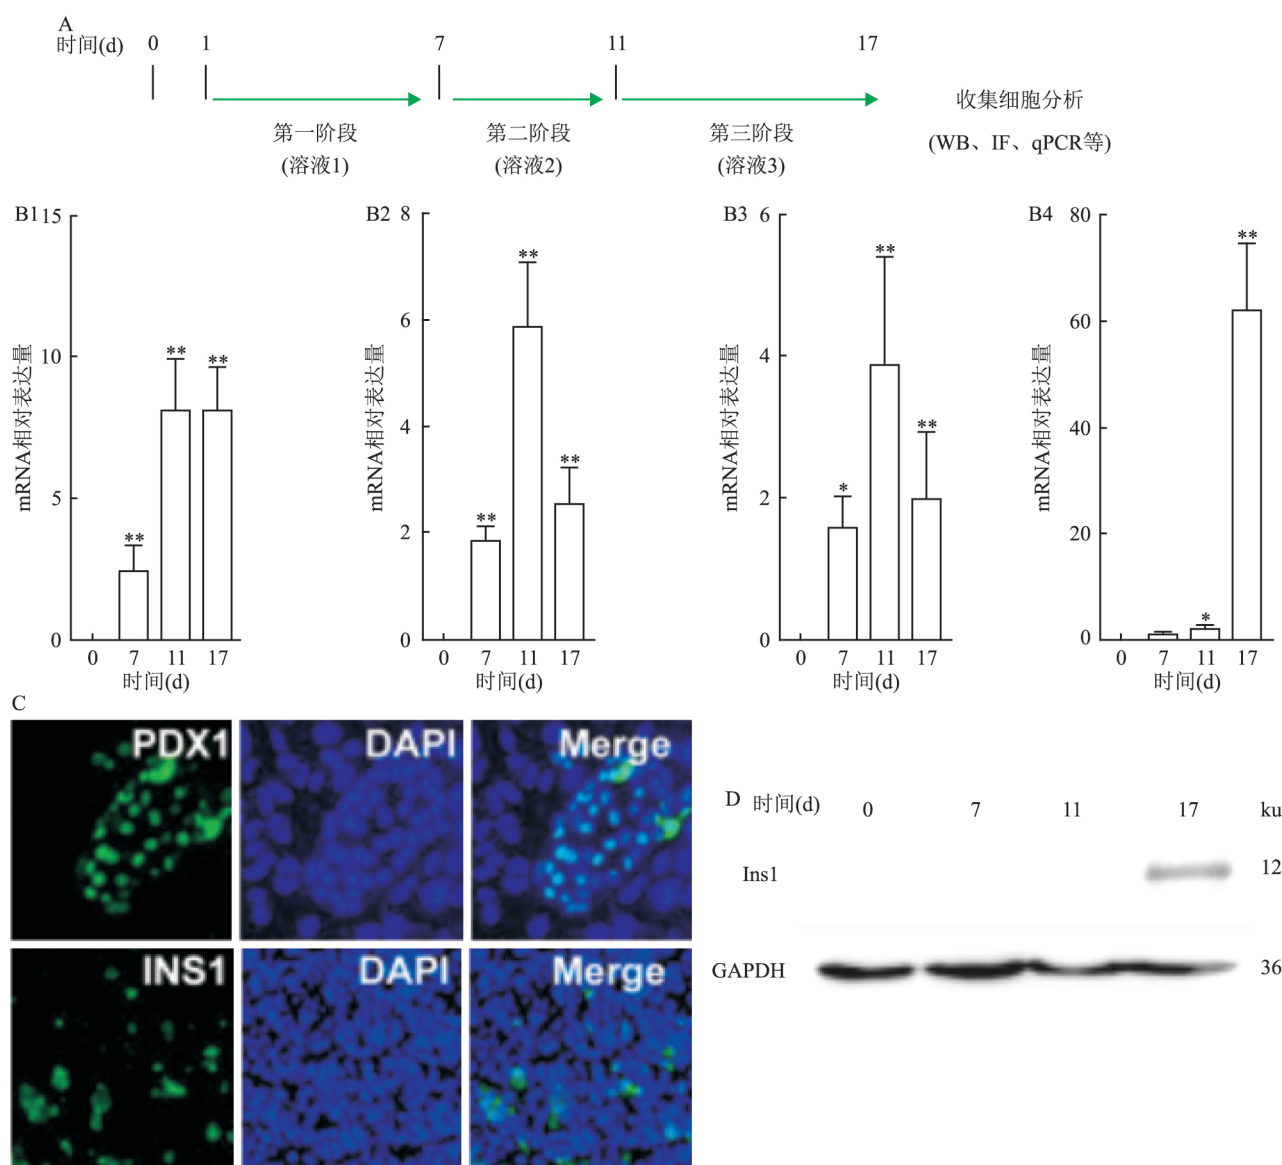 A
时间(d) 0 1 7 11 17
第一阶段 第二阶段 第三阶段 收集细胞分析
(溶液1) (溶液2) (溶液3) (WB、IF、qPCR等)
B1
mRNA相对表达量
15
10
5
0
** ** **
0 7 11 17
时间(d)
B2
mRNA相对表达量
8
6
4
2
0
** ** **
0 7 11 17
时间(d)
B3
mRNA相对表达量
6
4
2
0
* ** **
0 7 11 17
时间(d)
B4
mRNA相对表达量
80
60
40
20
0
* **
0 7 11 17
时间(d)
C
PDX1 DAPI Merge
INS1 DAPI Merge
D 时间(d) 0 7 11 17 ku
Ins1 12
GAPDH 36